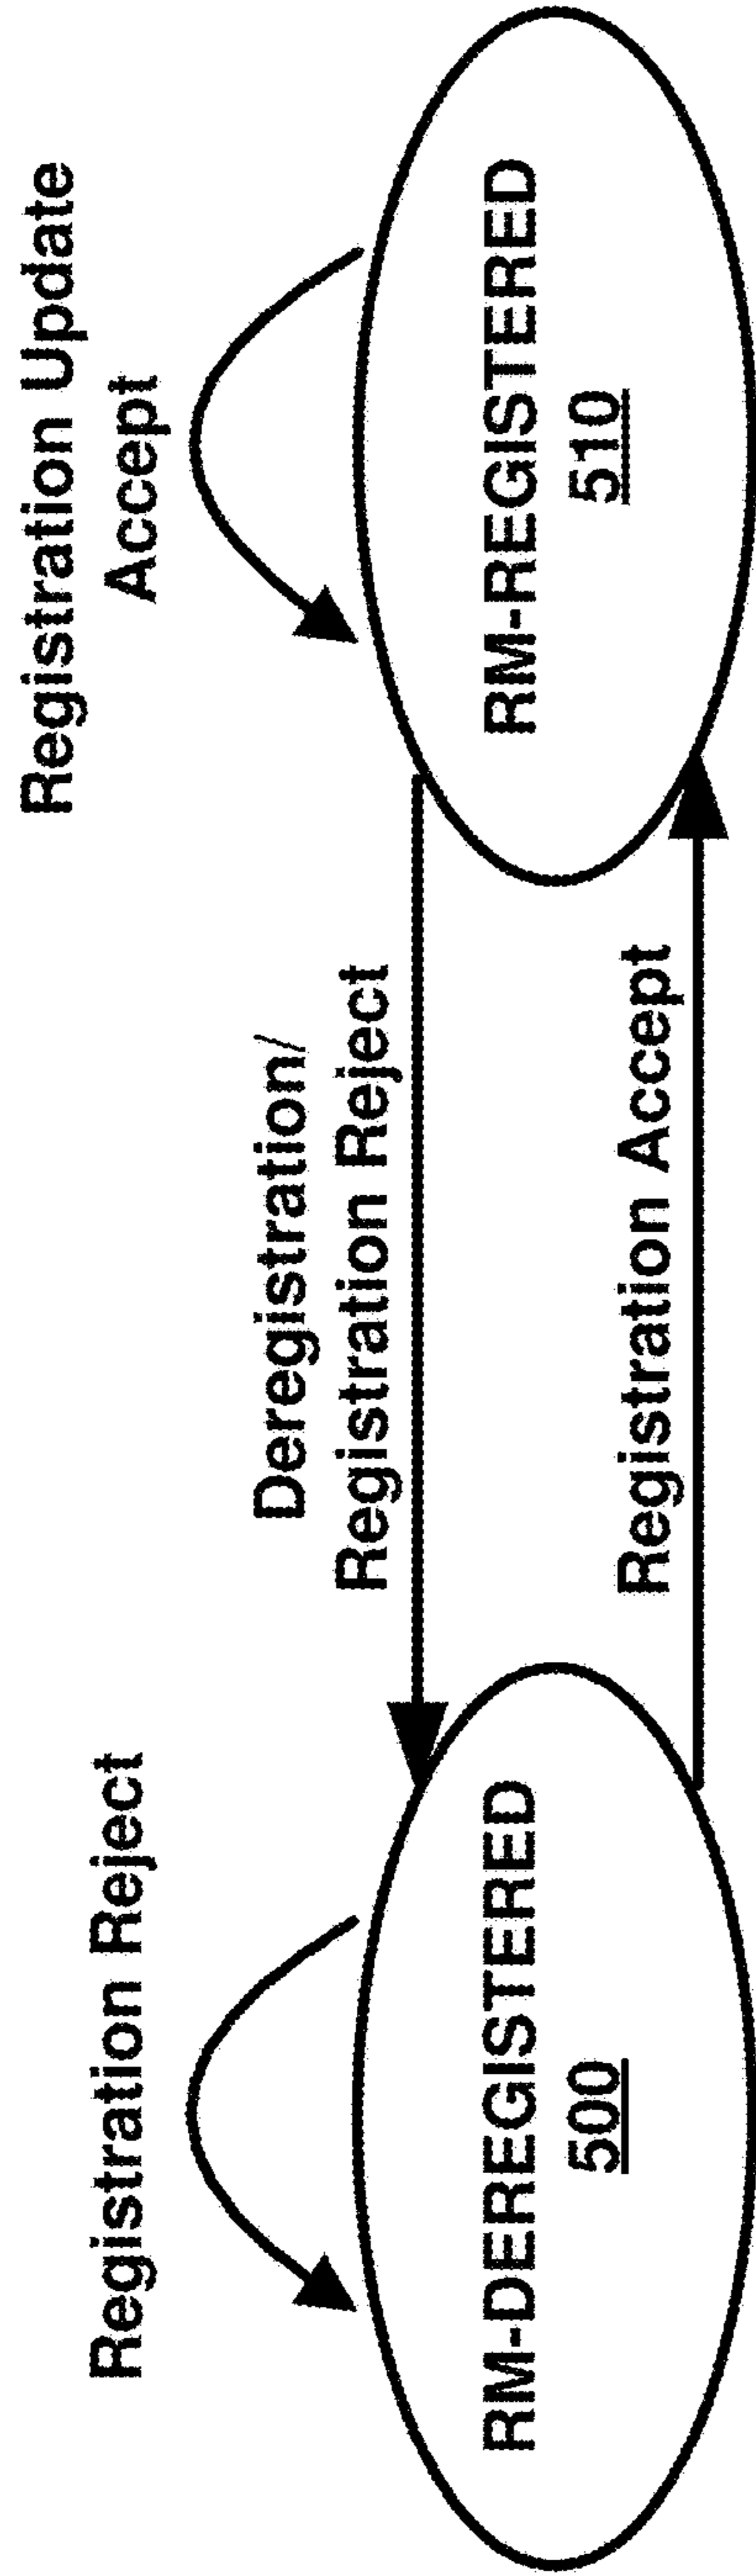 Registration Reject
Registration Update
Accept
Deregistration/
Registration Reject
Registration Accept
RM-DEREGISTERED
500
RM-REGISTERED
510